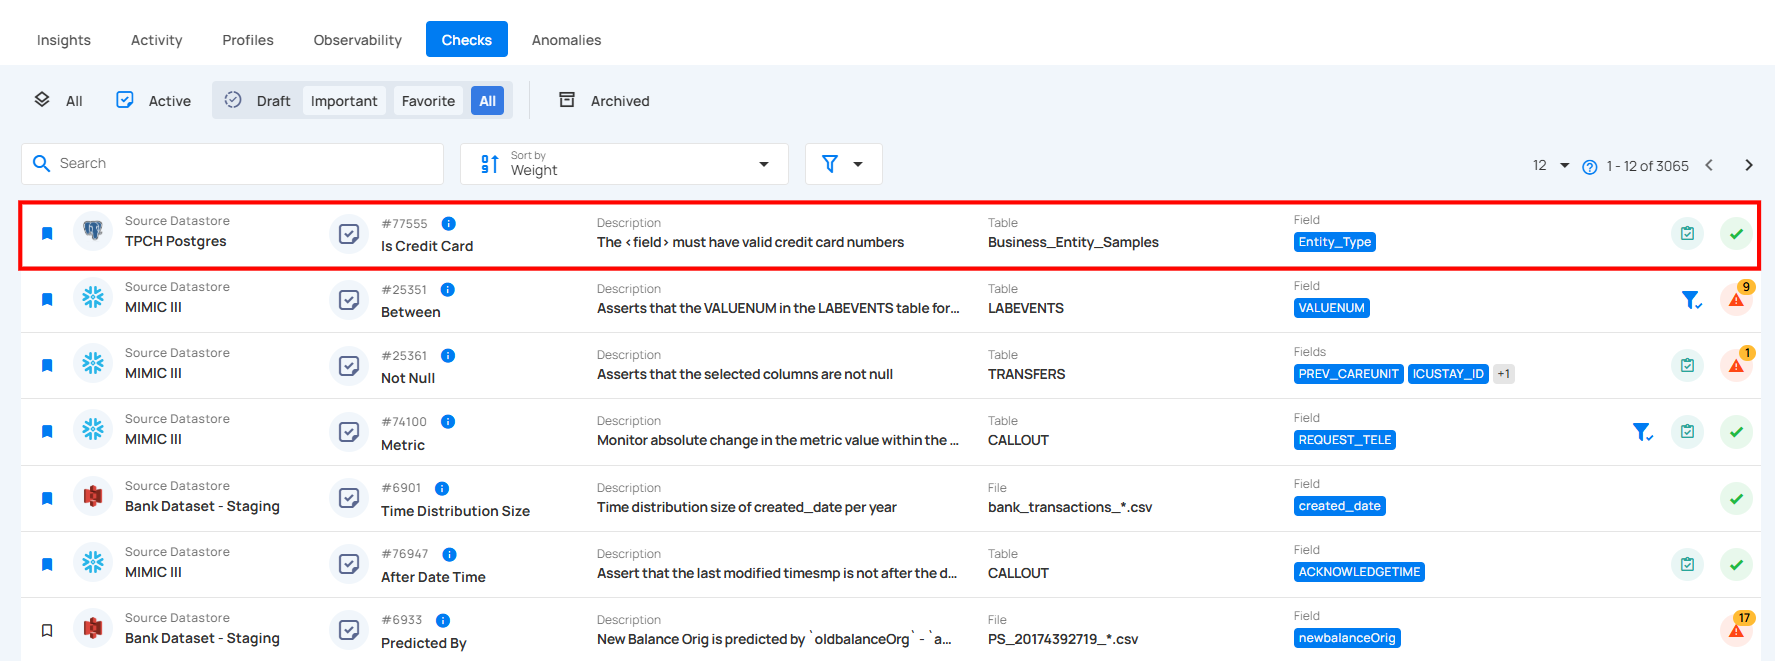 Insights Activity Profiles Observability Checks Anomalies
All Active Draft Important Favorite All Archived
Search
Sort by
Weight
12 1 - 12 of 3065
Source Datastore
TPCH Postgres
#77555
Is Credit Card
Description
The <field> must have valid credit card numbers
Table
Business_Entity_Samples
Field
Entity_Type
Source Datastore
MIMIC III
#25351
Between
Description
Asserts that the VALUENUM in the LABEVENTS table for...
Table
LABEVENTS
Field
VALUENUM
9
Source Datastore
MIMIC III
#25361
Not Null
Description
Asserts that the selected columns are not null
Table
TRANSFERS
Fields
PREV_CAREUNIT ICUSTAY_ID +1
1
Source Datastore
MIMIC III
#74100
Metric
Description
Monitor absolute change in the metric value within the ...
Table
CALLOUT
Field
REQUEST_TELE
Source Datastore
Bank Dataset - Staging
#6901
Time Distribution Size
Description
Time distribution size of created_date per year
File
bank_transactions_*.csv
Field
created_date
Source Datastore
MIMIC III
#76947
After Date Time
Description
Assert that the last modified timesmp is not after the d...
Table
CALLOUT
Field
ACKNOWLEDGETIME
Source Datastore
Bank Dataset - Staging
#6933
Predicted By
Description
New Balance Orig is predicted by `oldbalanceOrg` - `a...
File
PS_20174392719_*.csv
Field
newbalanceOrig
17